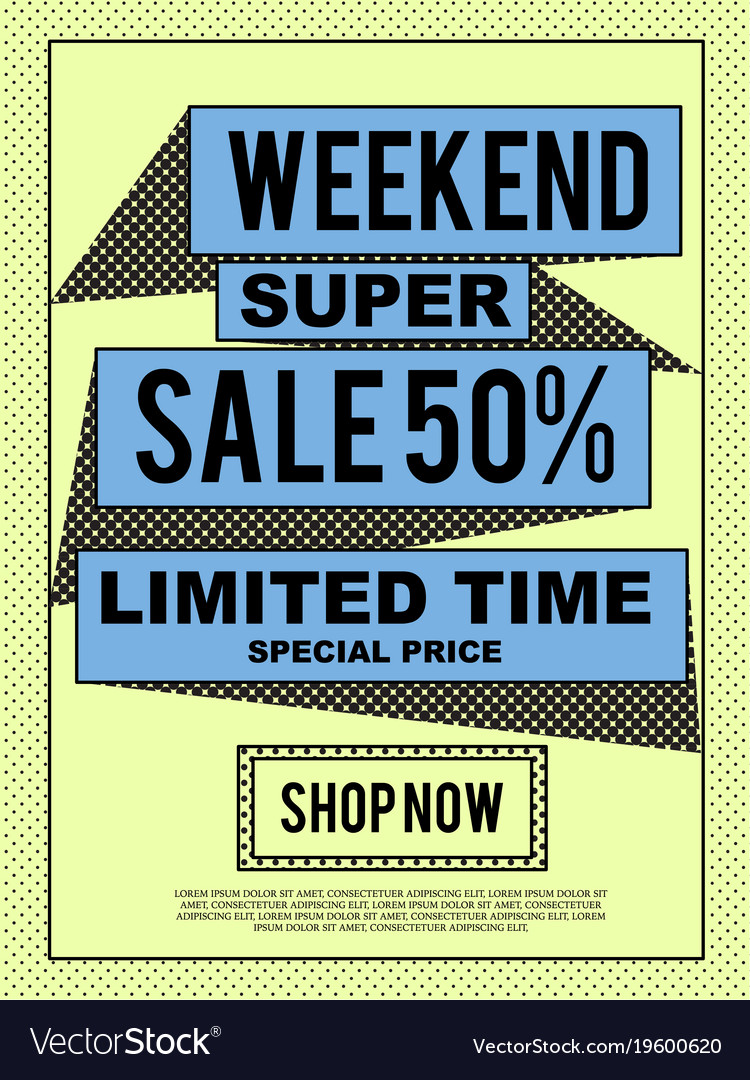 WEEKEND
SUPER
SALE 50%
LIMITED TIME
SPECIAL PRICE
SHOP NOW
LOREM IPSUM DOLOR SIT AMET, CONSECTETUER ADIPISCING ELIT, LOREM IPSUM DOLOR
SIT AMET, CONSECTETUER ADIPISCING ELIT, LOREM IPSUM DOLOR SIT AMET, CONSECTETUER
ADIPISCING ELIT, LOREM IPSUM DOLOR SIT AMET, CONSECTETUER ADIPISCING ELIT, LOREM
IPSUM DOLOR SIT AMET, CONSECTETUER ADIPISCING ELIT,
VectorStock®
VectorStock.com/19600620